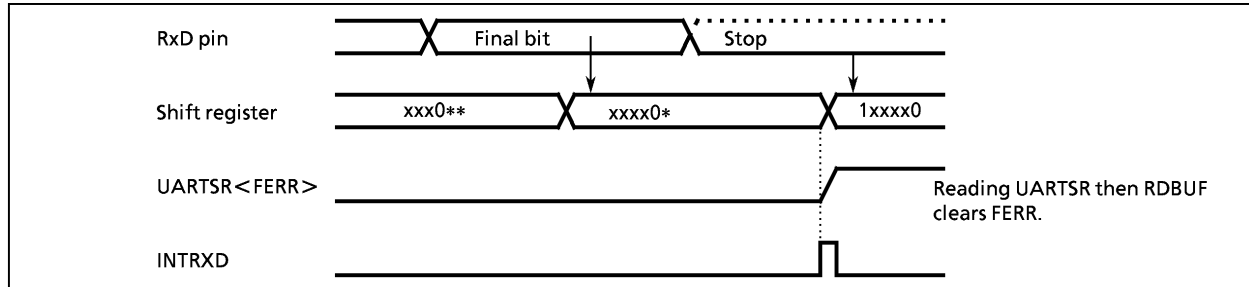 RxD pin
Final bit
Stop
Shift register
xxx0**
xxxx0*
1xxxx0
UARTSR<FERR>
Reading UARTSR then RDBUF
clears FERR.
INTRXD